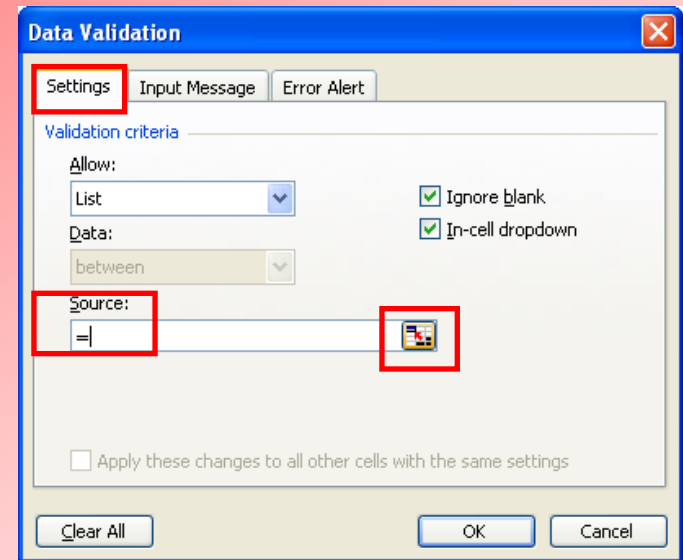 Data Validation
Settings Input Message Error Alert
Validation criteria
Allow:
List
Ignore blank
Data:
In-cell dropdown
between
Source:
=
Apply these changes to all other cells with the same settings
Clear All OK Cancel